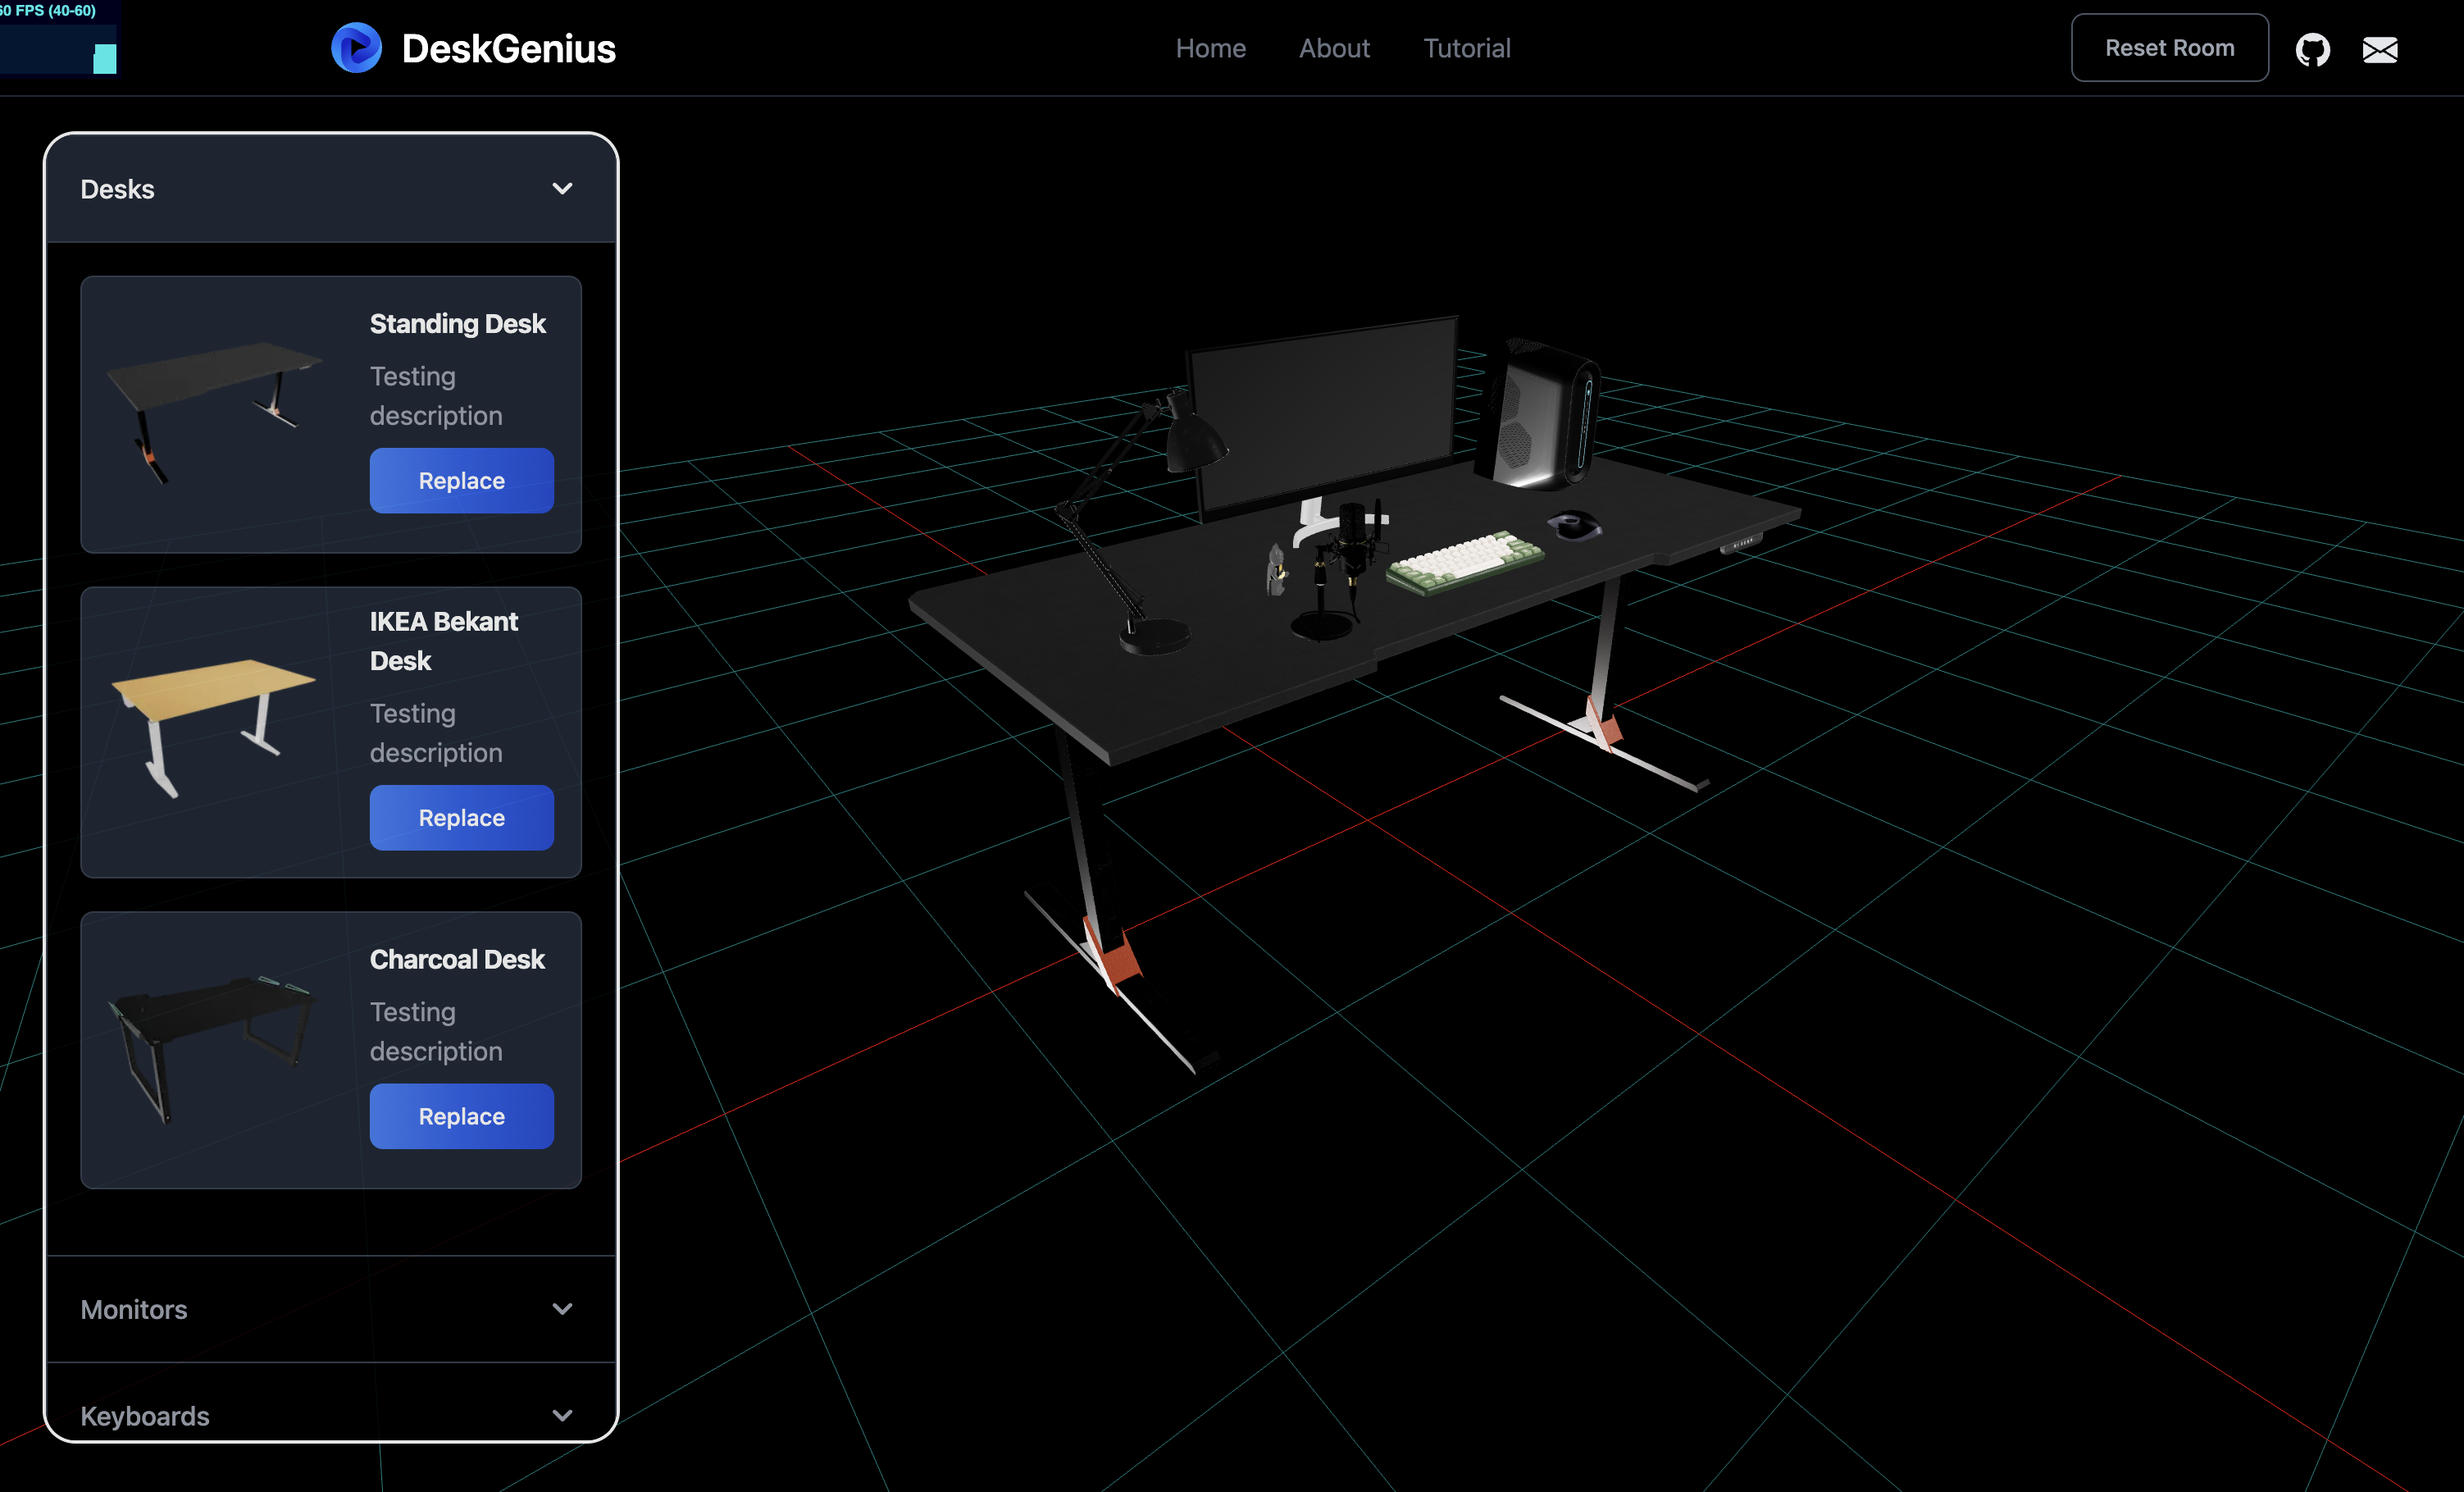 60 FPS (40-60)
DeskGenius
Home
About
Tutorial
Reset Room
Desks
Standing Desk
Testing
description
Replace
IKEA Bekant
Desk
Testing
description
Replace
Charcoal Desk
Testing
description
Replace
Monitors
Keyboards